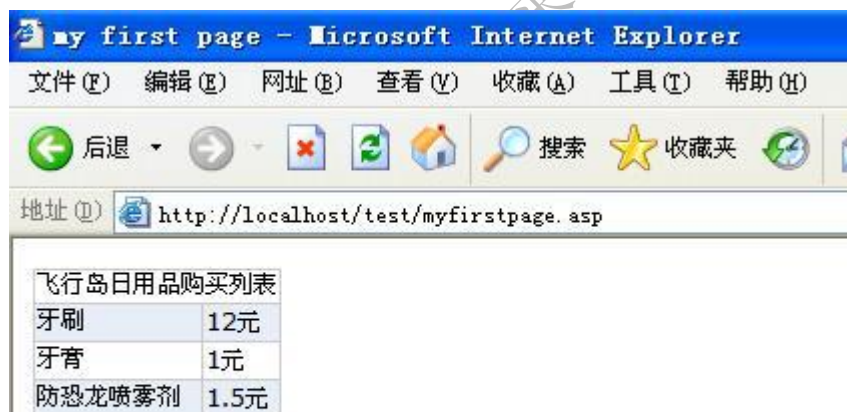 my first page - Microsoft Internet Explorer
文件(F) 编辑(E) 网址(B) 查看(V) 收藏(A) 工具(T) 帮助(H)
后退 搜索 收藏夹
地址(D) http://localhost/test/myfirstpage.asp
飞行岛日用品购买列表
牙刷 12元
牙膏 1元
防恐龙喷雾剂 1.5元